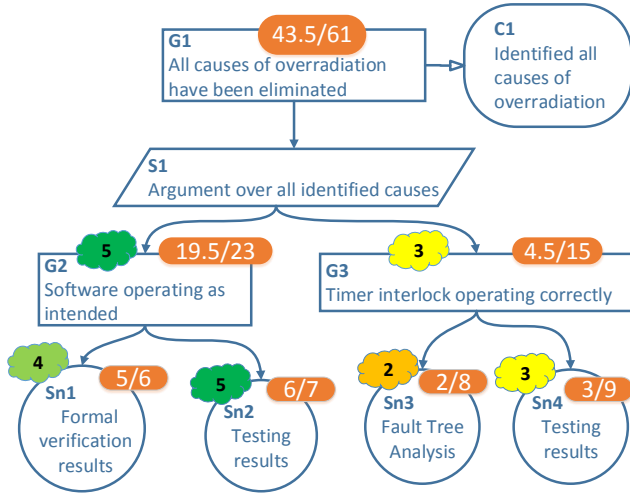 G1
43.5/61
All causes of overradiation
have been eliminated
C1
Identified all
causes of
overradiation
S1
Argument over all identified causes
5
19.5/23
G2
Software operating as
intended
3
4.5/15
G3
Timer interlock operating correctly
4
5/6
Sn1
Formal
verification
results
5
6/7
Sn2
Testing
results
2
2/8
Sn3
Fault Tree
Analysis
3
3/9
Sn4
Testing
results